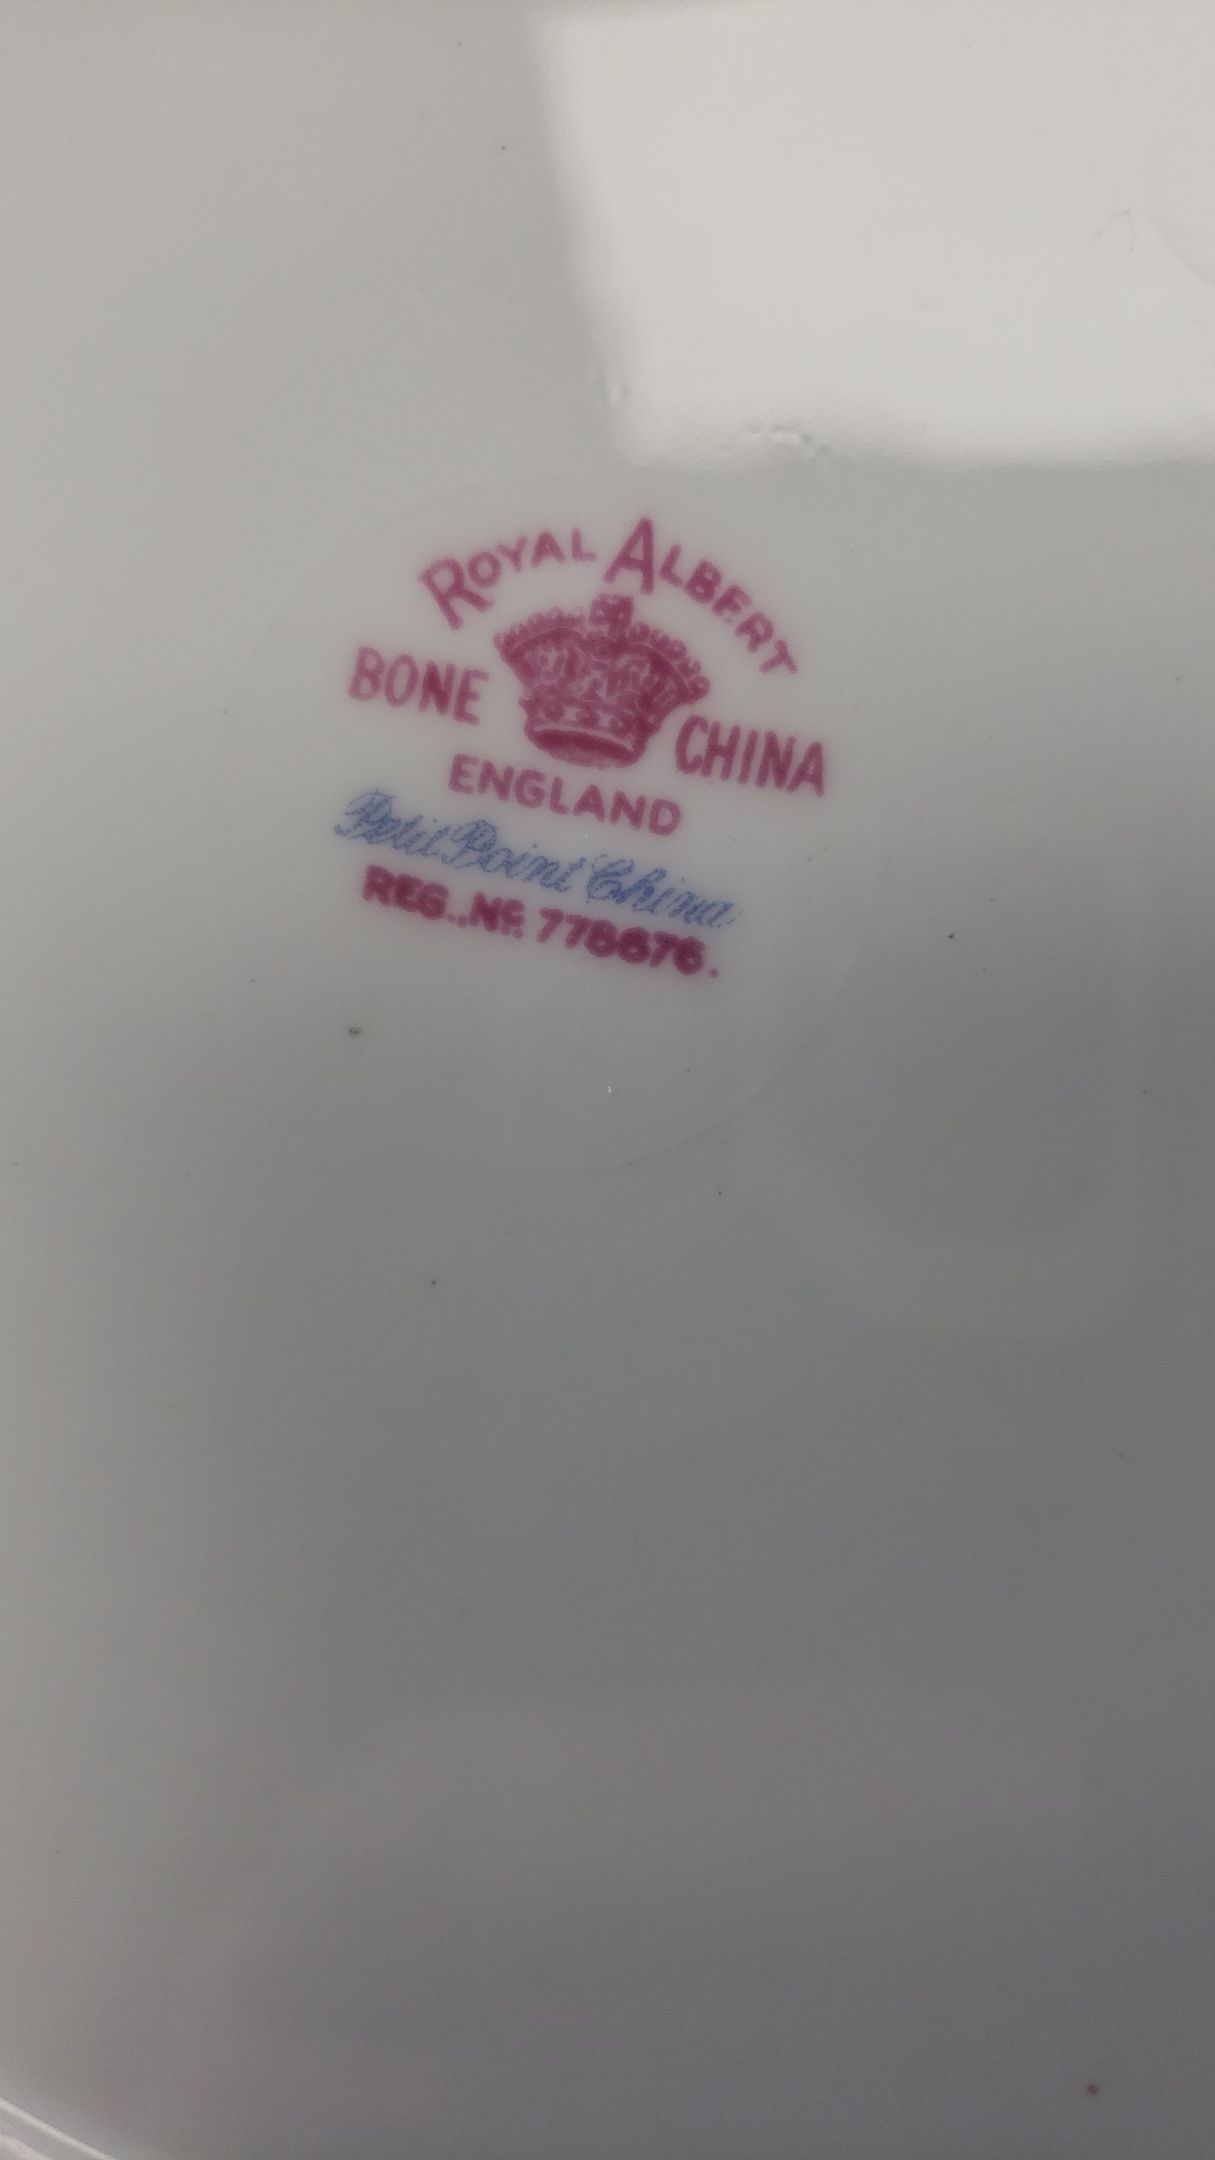 ROYAL ALBERT
BONE CHINA
ENGLAND
Petit Point China
REG. Nº. 778676.